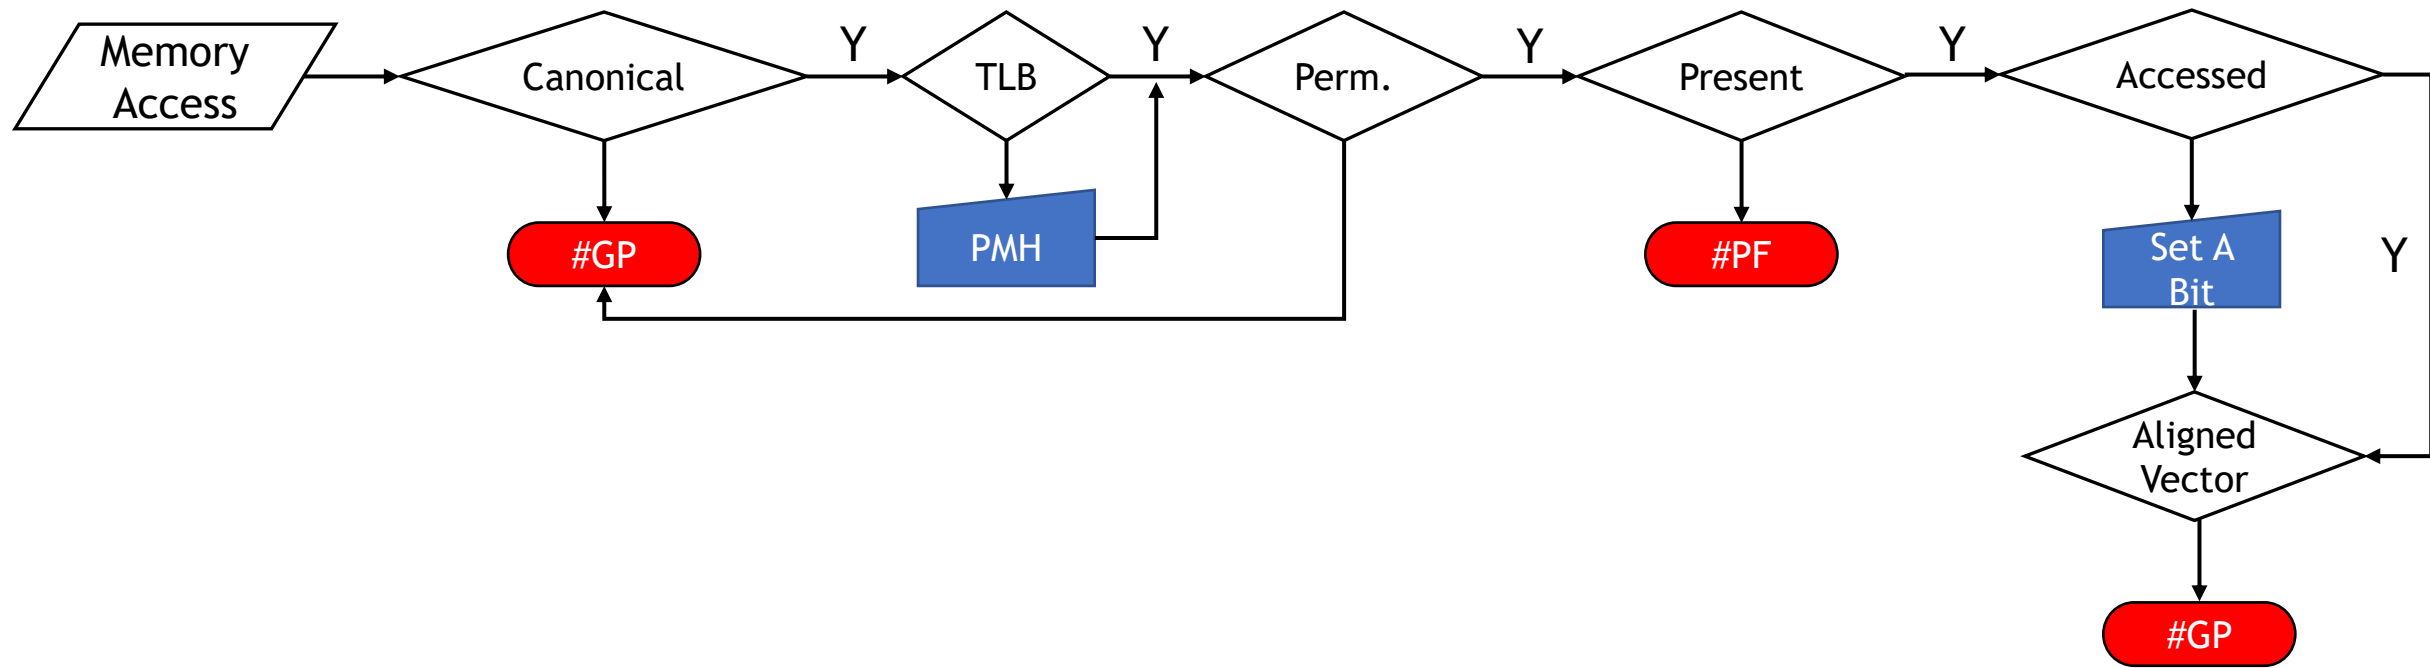 Memory
Access
Canonical
Y
TLB
Y
Perm.
Y
Present
Y
Accessed
#GP
PMH
#PF
Set A
Bit
Y
Aligned
Vector
#GP